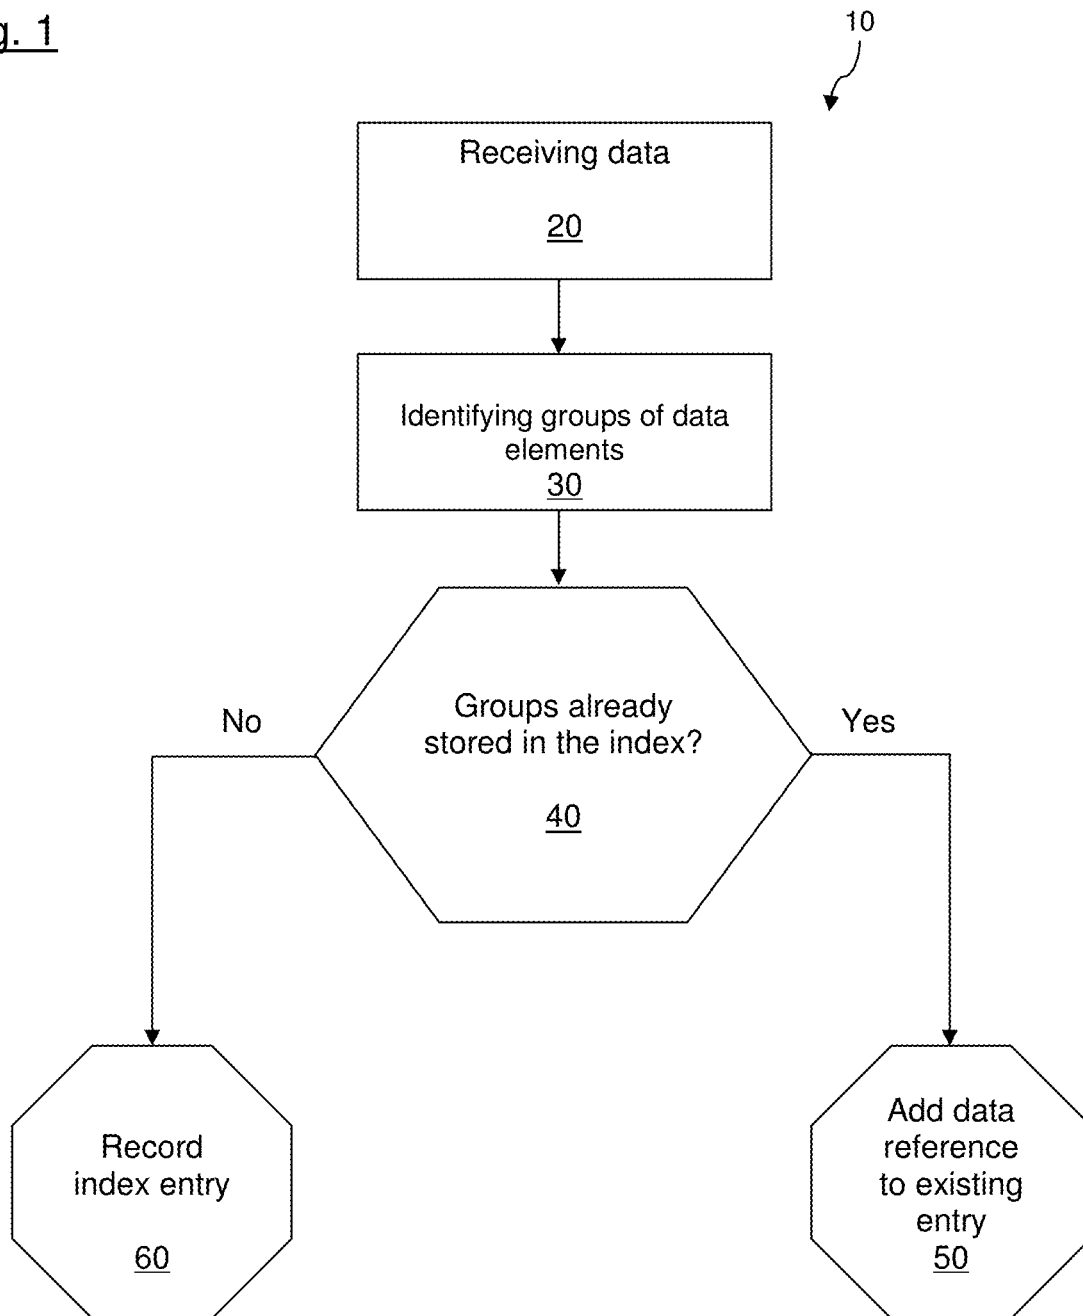 g. 1
10
Receiving data
20
Identifying groups of data
elements
30
Groups already
stored in the index?
40
No
Yes
Record
index entry
60
Add data
reference
to existing
entry
50